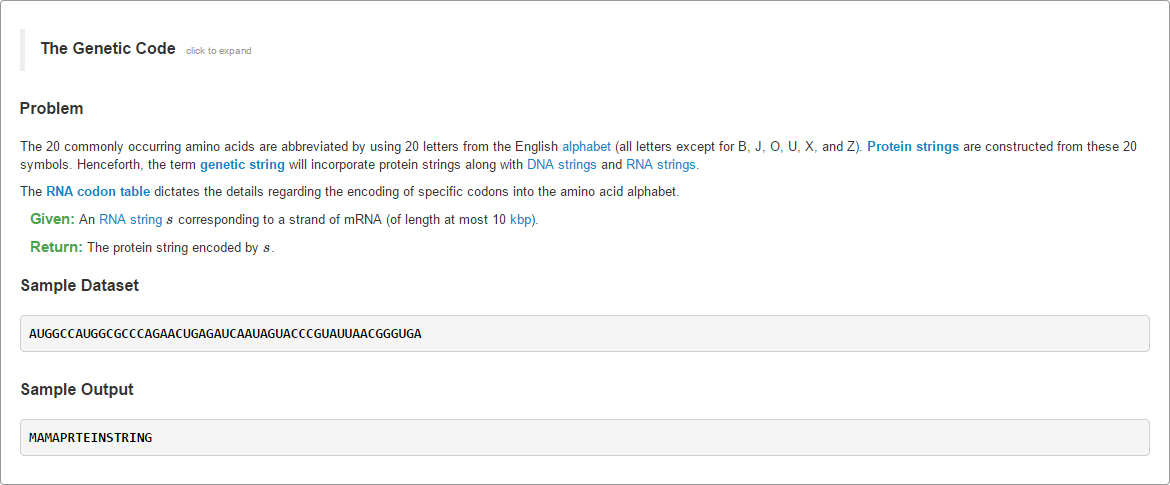 The Genetic Code click to expand
Problem
The 20 commonly occurring amino acids are abbreviated by using 20 letters from the English alphabet (all letters except for B, J, O, U, X, and Z). Protein strings are constructed from these 20
symbols. Henceforth, the term genetic string will incorporate protein strings along with DNA strings and RNA strings.
The RNA codon table dictates the details regarding the encoding of specific codons into the amino acid alphabet.
Given: An RNA string s corresponding to a strand of mRNA (of length at most 10 kbp).
Return: The protein string encoded by s.
Sample Dataset
AUGGCCAUGGCGCCCAGAACUGAGAUCAAUAGUACCCGUAUUAACGGGUGA
Sample Output
MAMAPRTEINSTRING